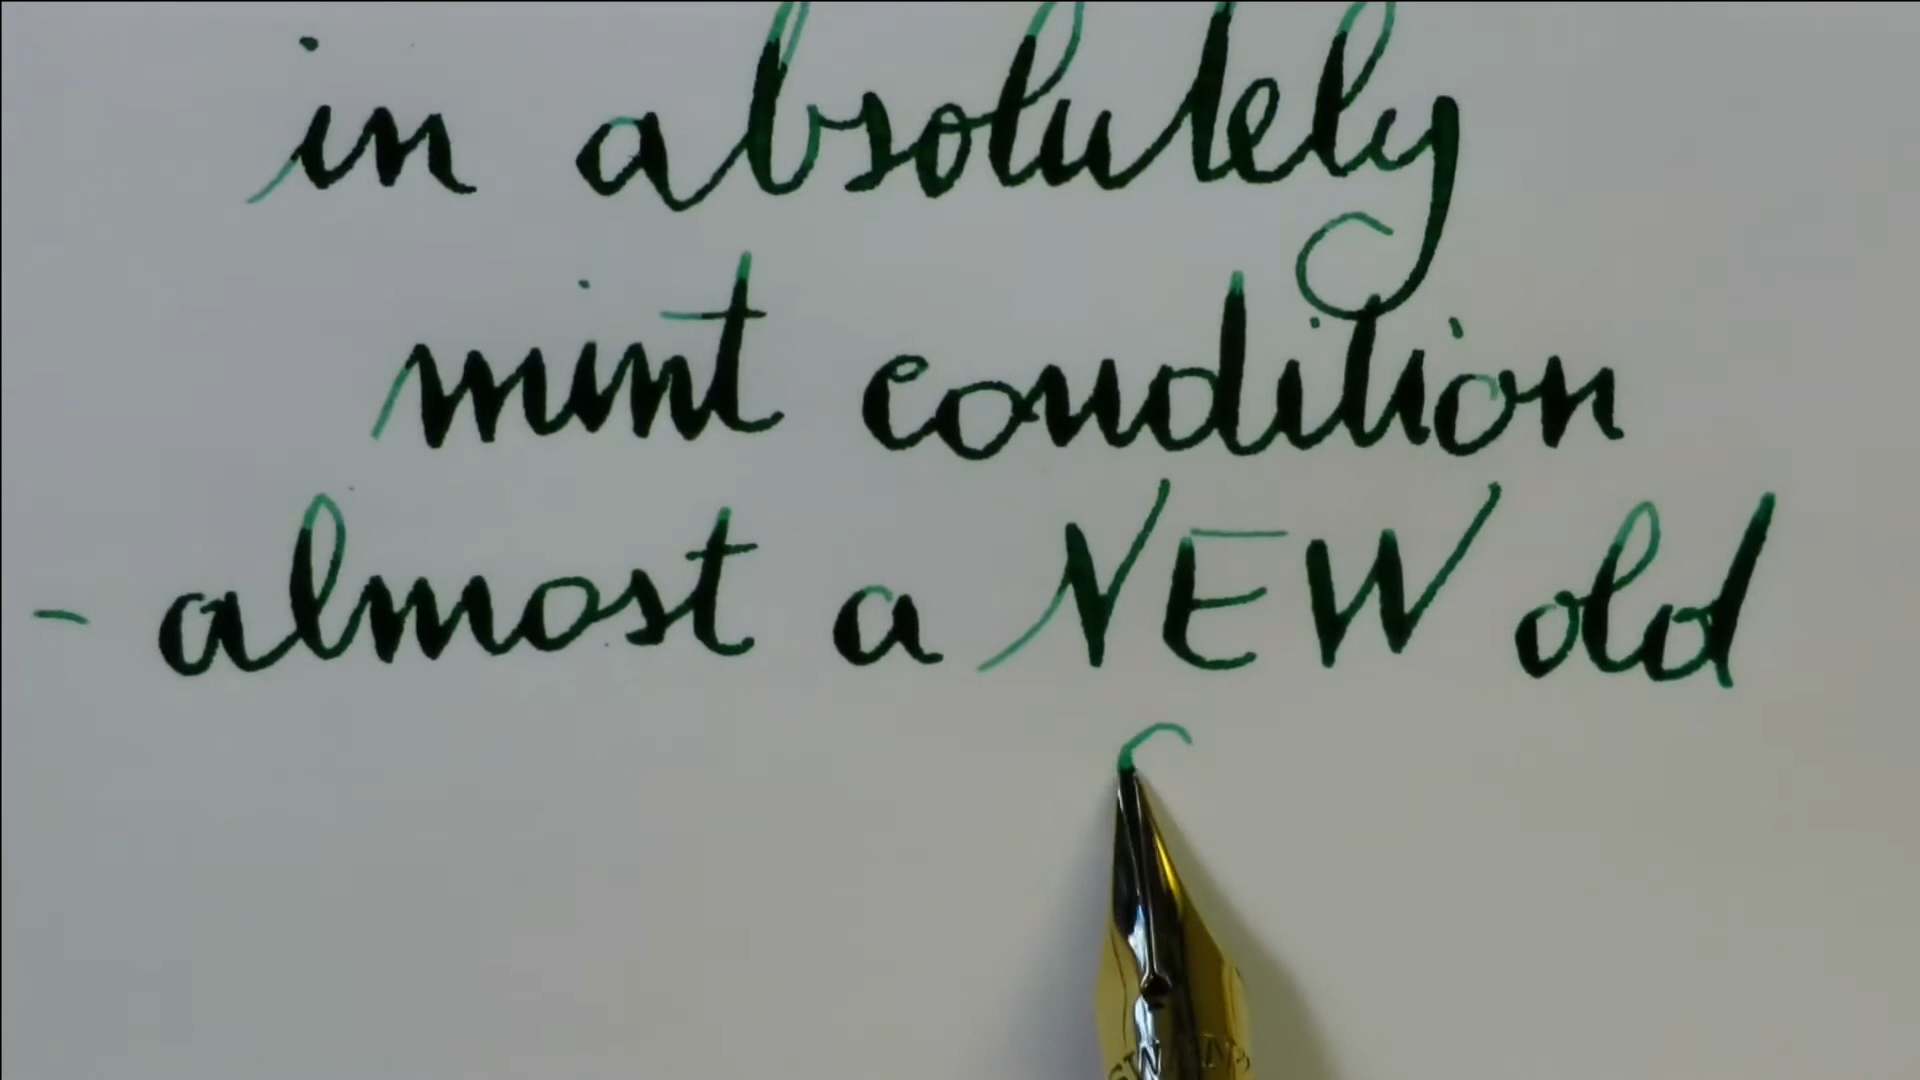 in absolutely
mint condition
- almost a NEW old